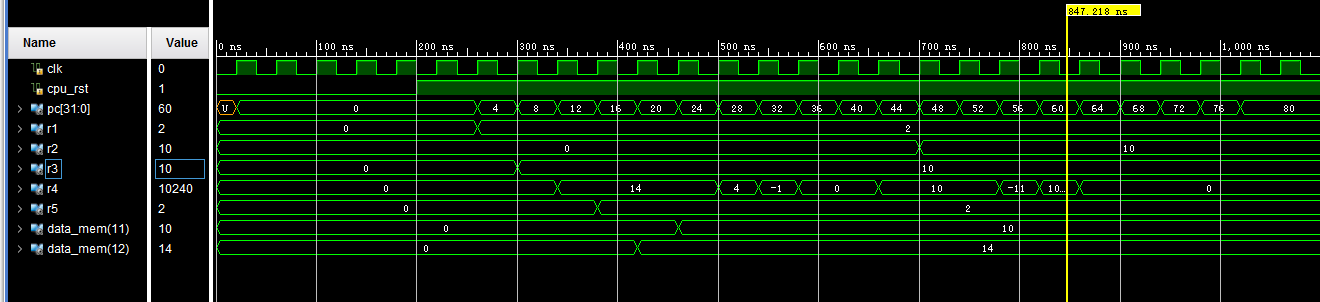 847.218 ns
Name Value 0 ns 100 ns 200 ns 300 ns 400 ns 500 ns 600 ns 700 ns 800 ns 900 ns 1,000 ns
clk 0
cpu_rst 1
pc[31:0] 60 U 0 4 8 12 16 20 24 28 32 36 40 44 48 52 56 60 64 68 72 76 80
r1 2 0 2
r2 10 0 10
r3 10 0 10
r4 10240 0 14 4 -1 0 10 -11 10... 0
r5 2 0 2
data_mem(11) 10 0 10
data_mem(12) 14 0 14